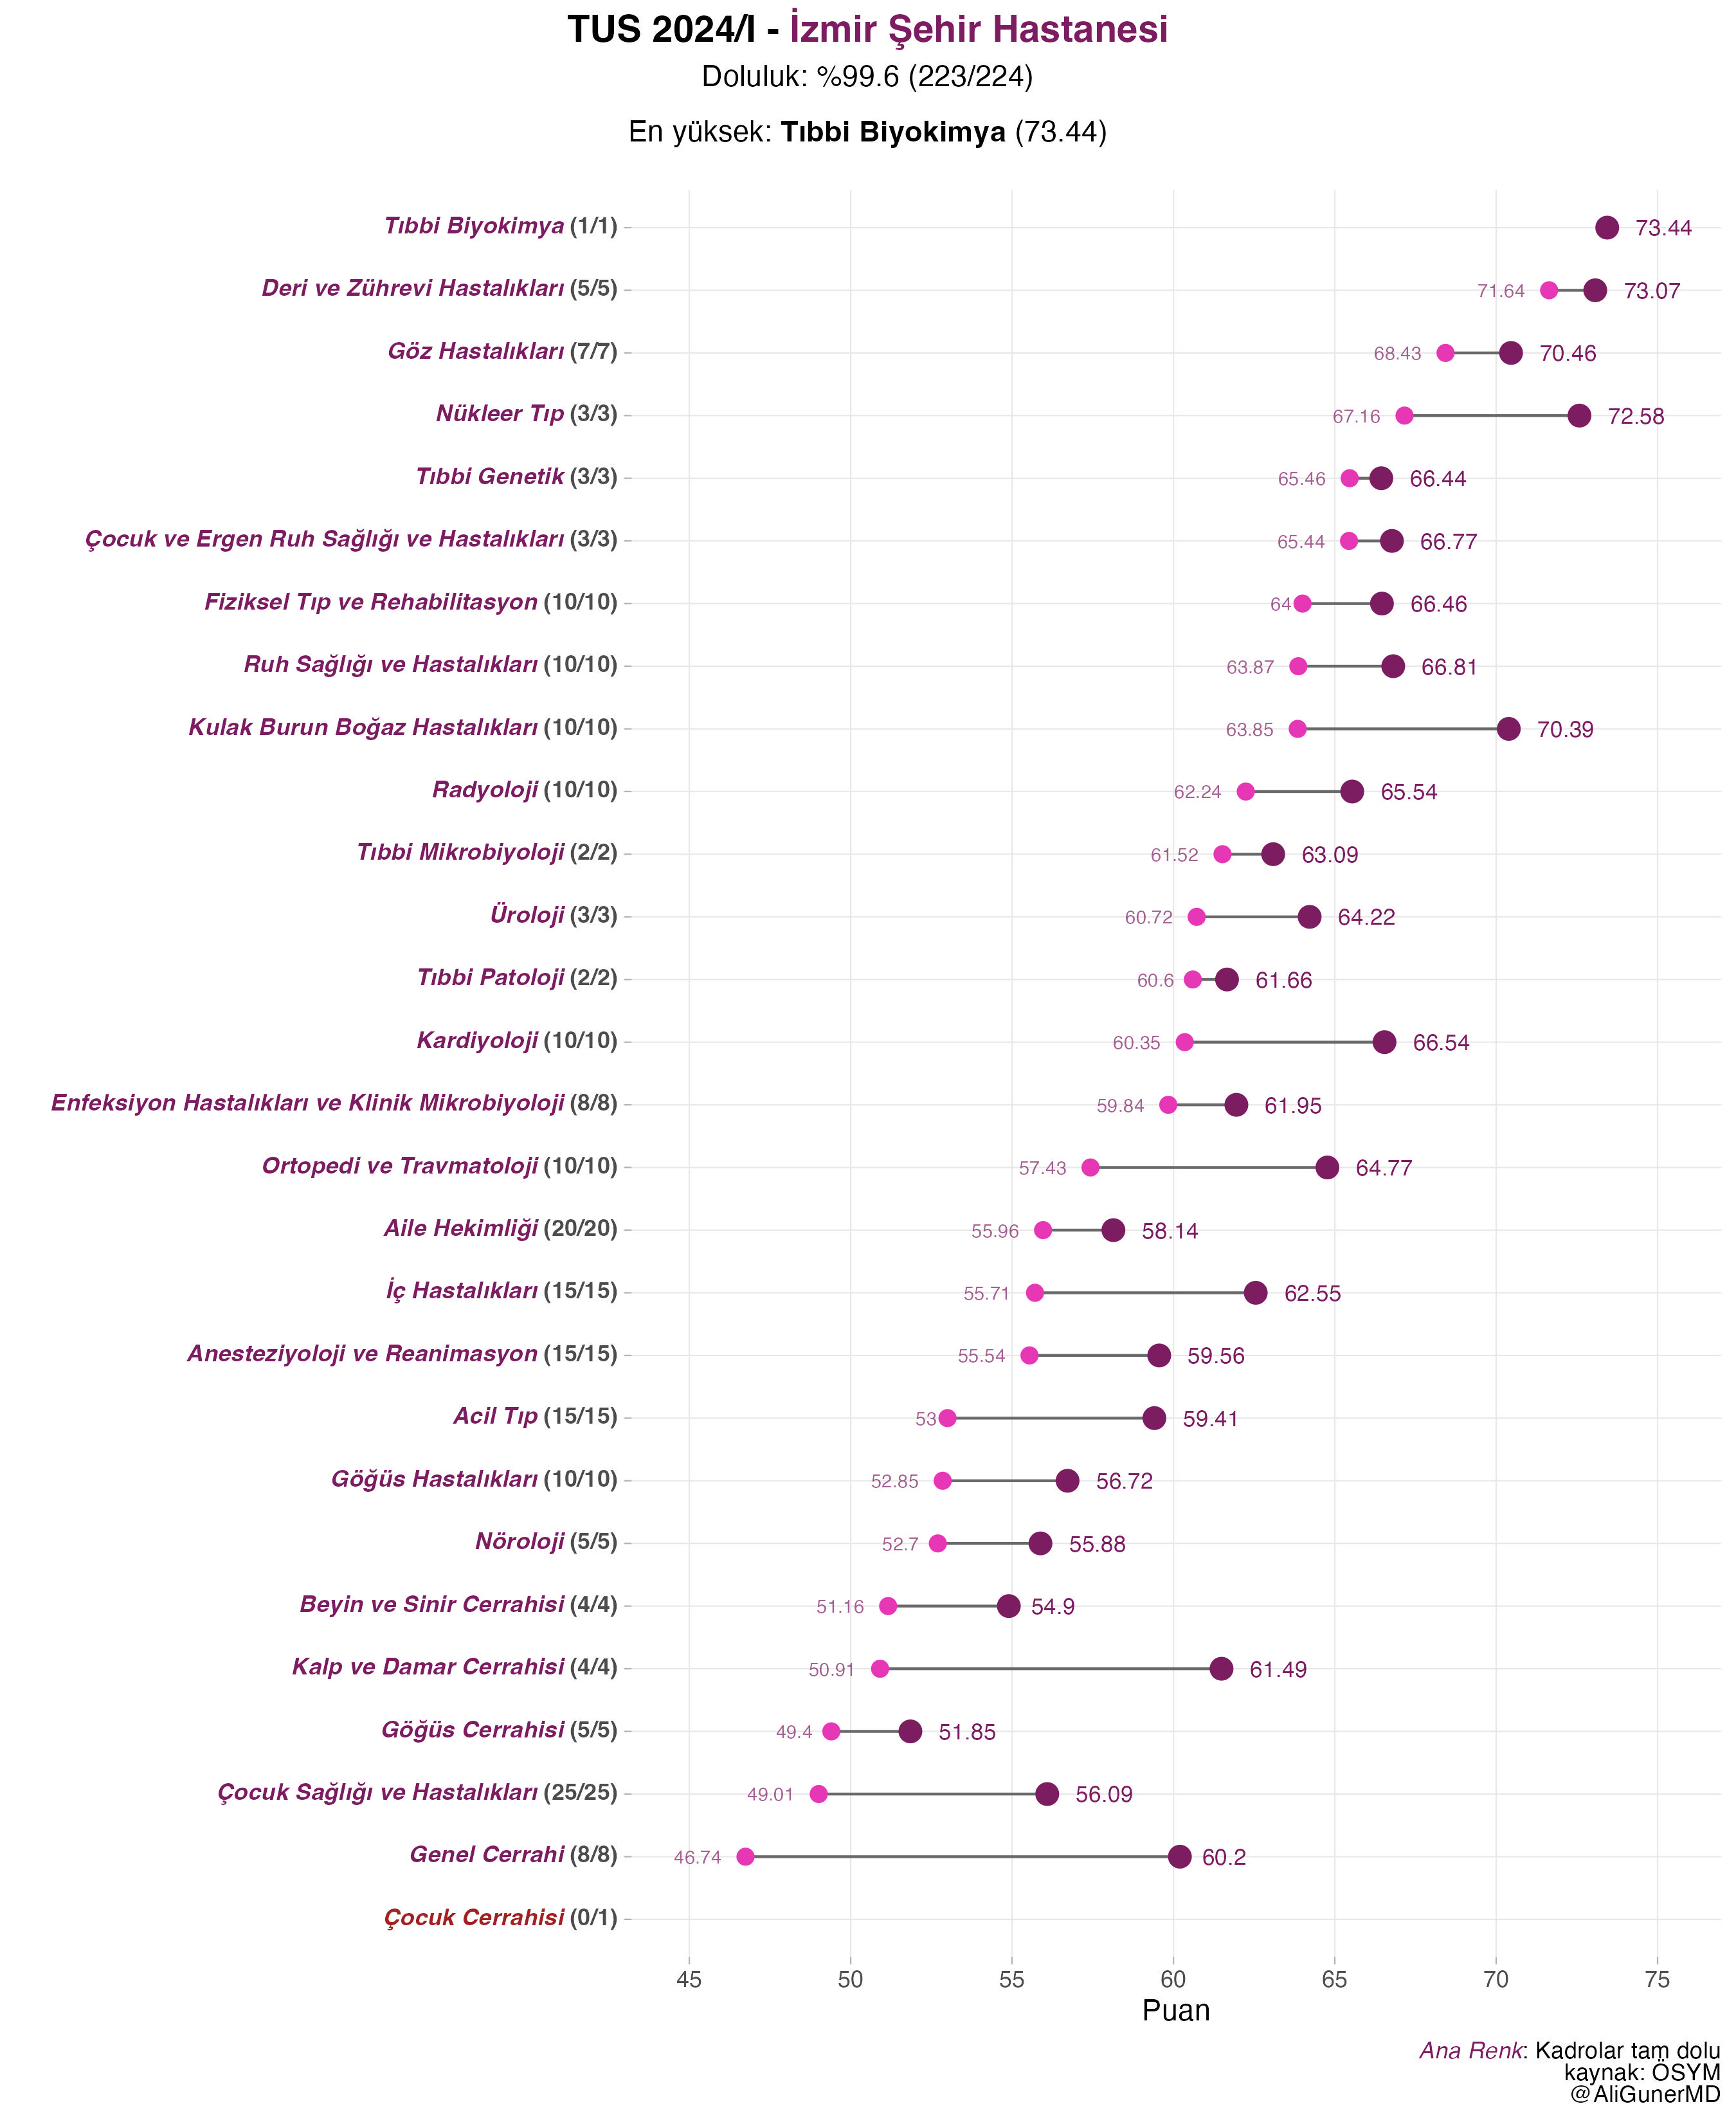 TUS 2024/I - İzmir Şehir Hastanesi
Doluluk: %99.6 (223/224)
En yüksek: Tıbbi Biyokimya (73.44)
Tıbbi Biyokimya (1/1) 73.44
Deri ve Zührevi Hastalıkları (5/5) 71.64 73.07
Göz Hastalıkları (7/7) 68.43 70.46
Nükleer Tıp (3/3) 67.16 72.58
Tıbbi Genetik (3/3) 65.46 66.44
Çocuk ve Ergen Ruh Sağlığı ve Hastalıkları (3/3) 65.44 66.77
Fiziksel Tıp ve Rehabilitasyon (10/10) 64 66.46
Ruh Sağlığı ve Hastalıkları (10/10) 63.87 66.81
Kulak Burun Boğaz Hastalıkları (10/10) 63.85 70.39
Radyoloji (10/10) 62.24 65.54
Tıbbi Mikrobiyoloji (2/2) 61.52 63.09
Üroloji (3/3) 60.72 64.22
Tıbbi Patoloji (2/2) 60.6 61.66
Kardiyoloji (10/10) 60.35 66.54
Enfeksiyon Hastalıkları ve Klinik Mikrobiyoloji (8/8) 59.84 61.95
Ortopedi ve Travmatoloji (10/10) 57.43 64.77
Aile Hekimliği (20/20) 55.96 58.14
İç Hastalıkları (15/15) 55.71 62.55
Anesteziyoloji ve Reanimasyon (15/15) 55.54 59.56
Acil Tıp (15/15) 53 59.41
Göğüs Hastalıkları (10/10) 52.85 56.72
Nöroloji (5/5) 52.7 55.88
Beyin ve Sinir Cerrahisi (4/4) 51.16 54.9
Kalp ve Damar Cerrahisi (4/4) 50.91 61.49
Göğüs Cerrahisi (5/5) 49.4 51.85
Çocuk Sağlığı ve Hastalıkları (25/25) 49.01 56.09
Genel Cerrahi (8/8) 46.74 60.2
Çocuk Cerrahisi (0/1)
45 50 55 60 65 70 75
Puan
Ana Renk: Kadrolar tam dolu
kaynak: ÖSYM
@AliGunerMD